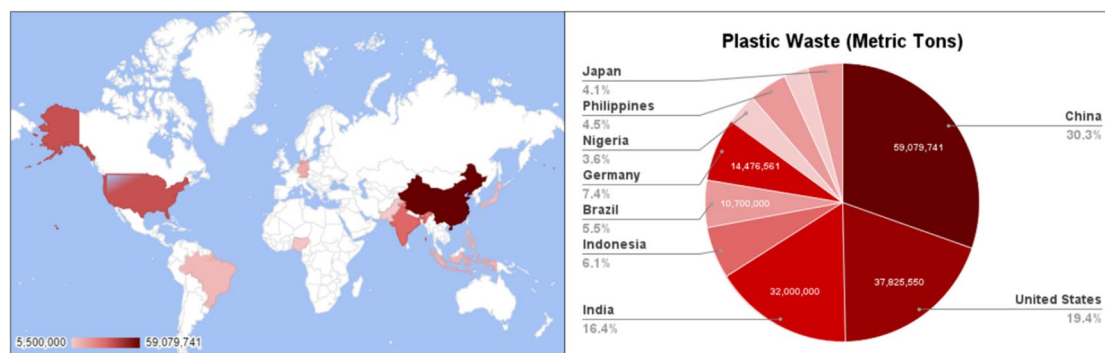 5,500,000
59,079,741
Plastic Waste (Metric Tons)
Japan
4.1%
Philippines
4.5%
Nigeria
3.6%
Germany
7.4%
Brazil
5.5%
Indonesia
6.1%
India
16.4%
China
30.3%
United States
19.4%
59,079,741
37,825,550
32,000,000
10,700,000
14,476,561